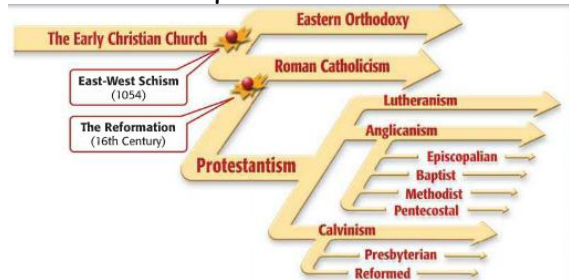 Eastern Orthodoxy
The Early Christian Church
East-West Schism
(1054)
Roman Catholicism
The Reformation
(16th Century)
Lutheranism
Anglicanism
Protestantism
Episcopalian
Baptist
Methodist
Pentecostal
Calvinism
Presbyterian
Reformed